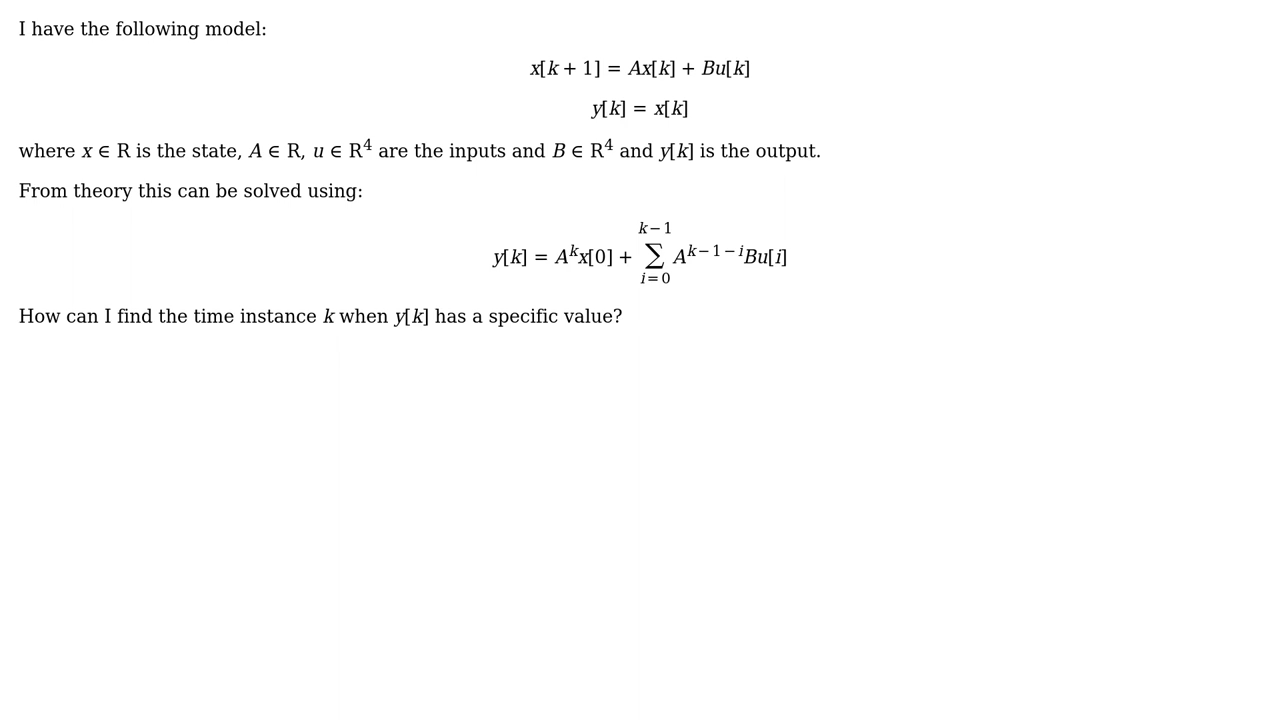 I have the following model:
x[k + 1] = Ax[k] + Bu[k]
y[k] = x[k]
where x ∈ R is the state, A ∈ R, u ∈ R⁴ are the inputs and B ∈ R⁴ and y[k] is the output.
From theory this can be solved using:
y[k] = Aᵏx[0] + ∑_{i=0}^{k−1} A^{k−1−i}Bu[i]
How can I find the time instance k when y[k] has a specific value?